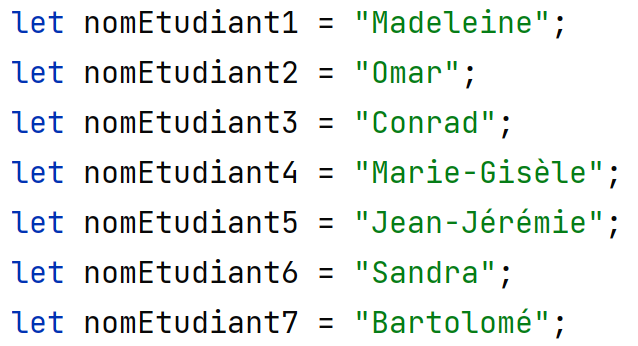 let nomEtudiant1 = "Madeleine";
let nomEtudiant2 = "Omar";
let nomEtudiant3 = "Conrad";
let nomEtudiant4 = "Marie-Gisèle";
let nomEtudiant5 = "Jean-Jérémie";
let nomEtudiant6 = "Sandra";
let nomEtudiant7 = "Bartolomé";